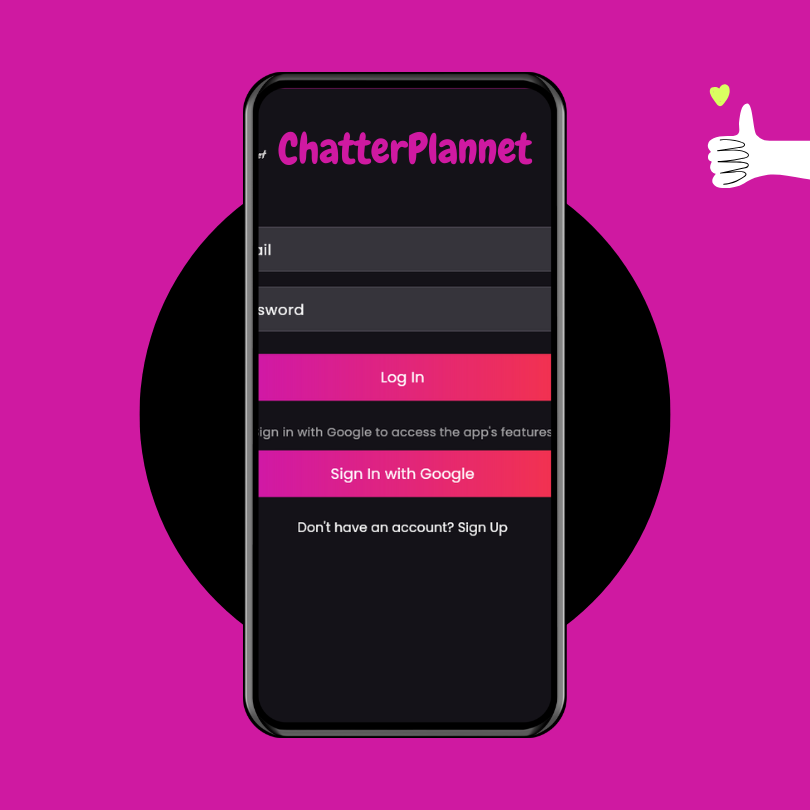 ChatterPlannet
ail
sword
Log In
ign in with Google to access the app's features
Sign In with Google
Don't have an account? Sign Up